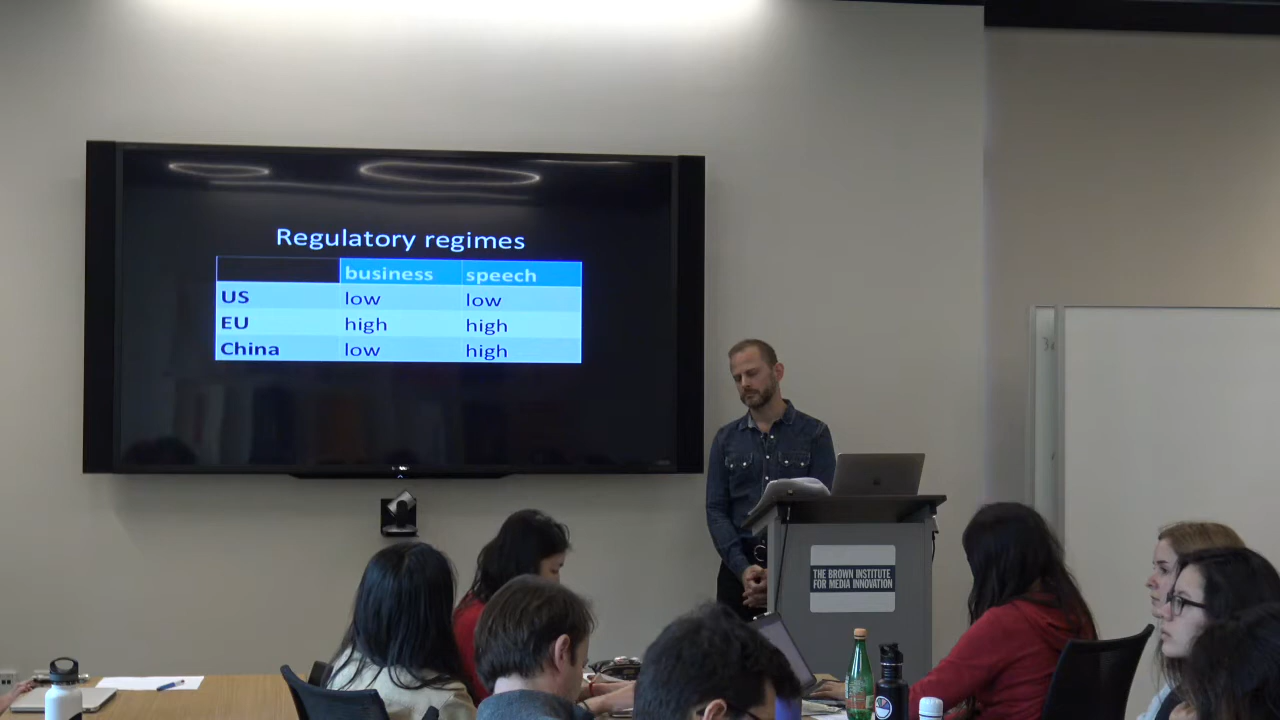 Regulatory regimes
business speech
US low low
EU high high
China low high
THE BROWN INSTITUTE
FOR MEDIA INNOVATION